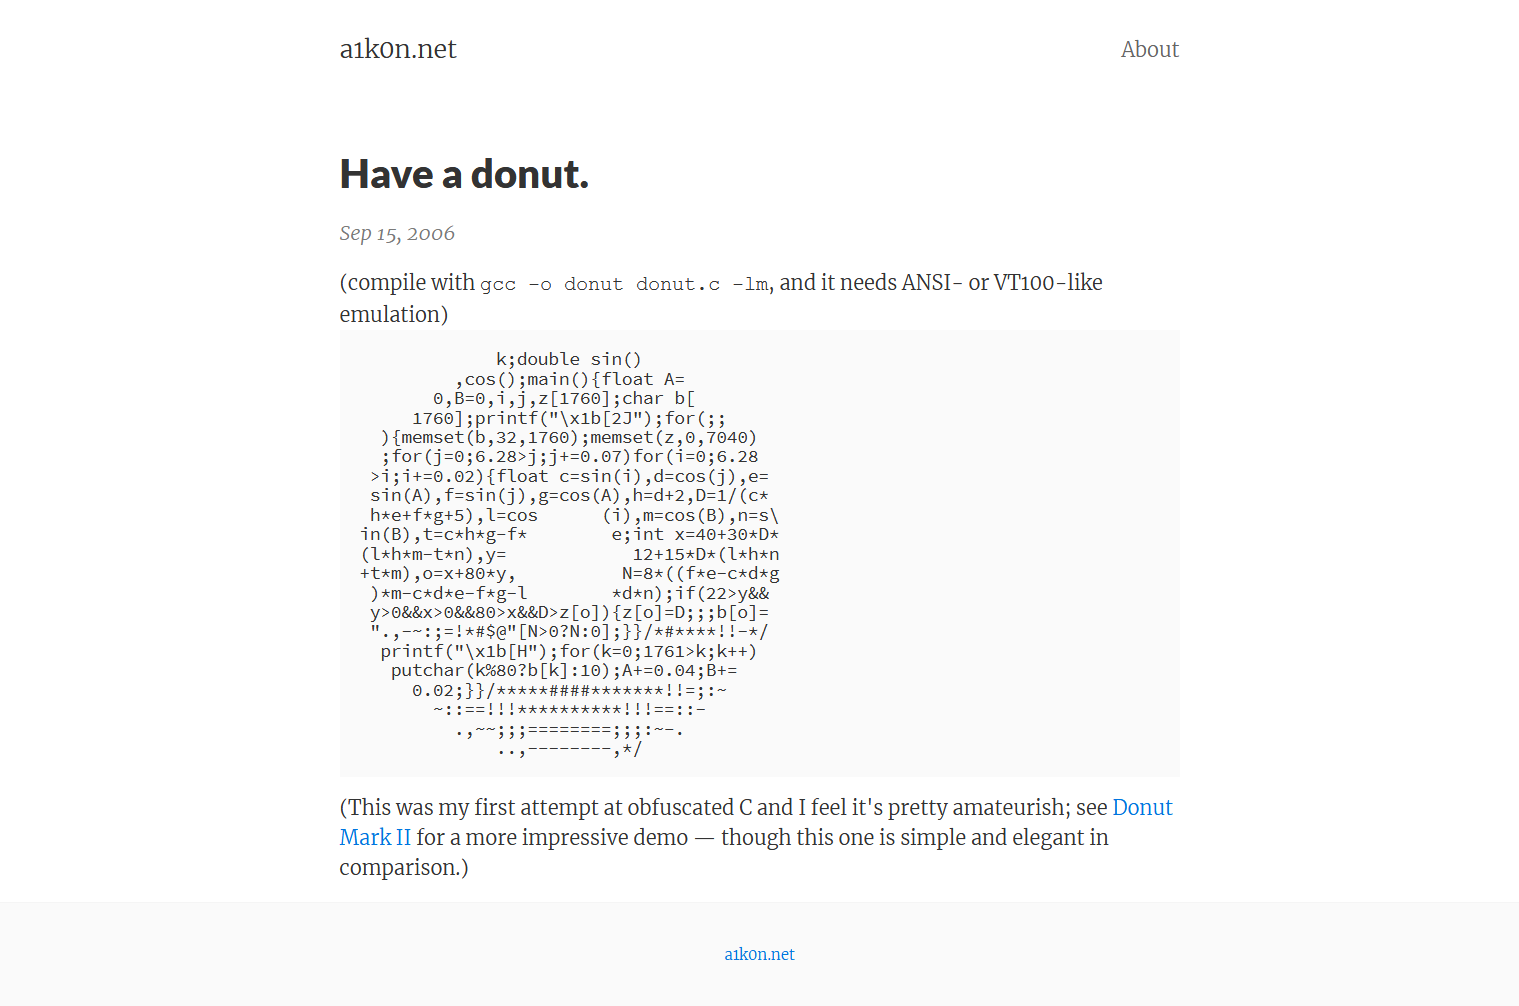 a1k0n.net
About
Have a donut.
Sep 15, 2006
(compile with gcc -o donut donut.c -lm, and it needs ANSI- or VT100-like
emulation)
             k;double sin()
         ,cos();main(){float A=
       0,B=0,i,j,z[1760];char b[
     1760];printf("\x1b[2J");for(;;
  ){memset(b,32,1760);memset(z,0,7040)
  ;for(j=0;6.28>j;j+=0.07)for(i=0;6.28
 >i;i+=0.02){float c=sin(i),d=cos(j),e=
 sin(A),f=sin(j),g=cos(A),h=d+2,D=1/(c*
 h*e+f*g+5),l=cos      (i),m=cos(B),n=s\
in(B),t=c*h*g-f*        e;int x=40+30*D*
(l*h*m-t*n),y=            12+15*D*(l*h*n
+t*m),o=x+80*y,          N=8*((f*e-c*d*g
 )*m-c*d*e-f*g-l        *d*n);if(22>y&&
 y>0&&x>0&&80>x&&D>z[o]){z[o]=D;;;b[o]=
 ".,-~:;=!*#$@"[N>0?N:0];}}/*#****!!-*/
  printf("\x1b[H");for(k=0;1761>k;k++)
   putchar(k%80?b[k]:10);A+=0.04;B+=
     0.02;}}/*****####*******!!=;:~
       ~::==!!!**********!!!==::-
         .,~~;;;========;;;:~-.
             ..,--------,*/
(This was my first attempt at obfuscated C and I feel it's pretty amateurish; see Donut
Mark II for a more impressive demo — though this one is simple and elegant in
comparison.)
a1k0n.net